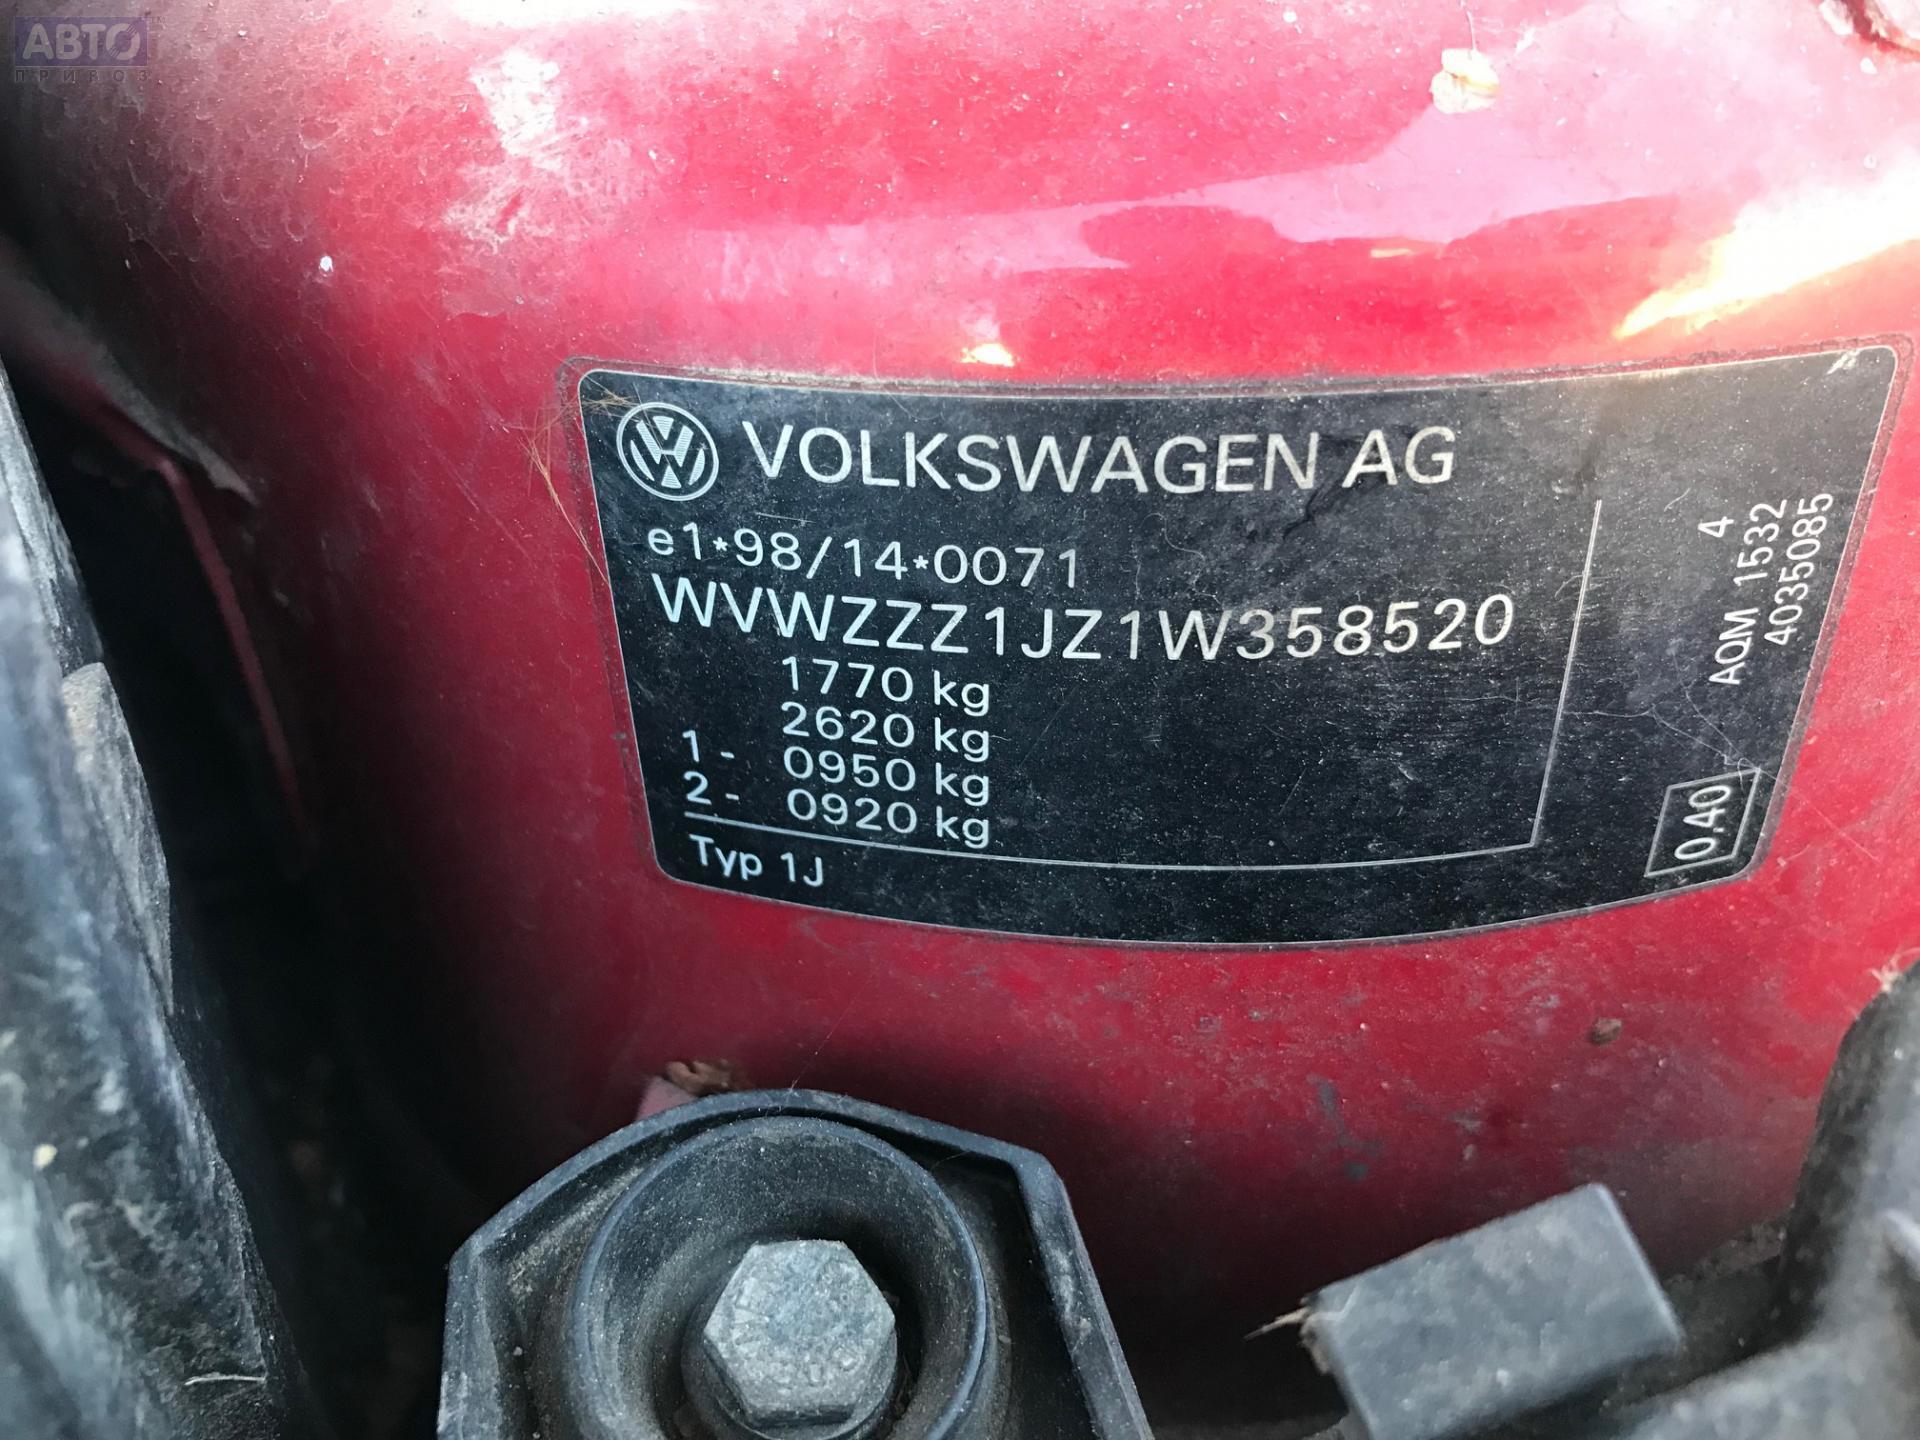 АВТО
ПРИВОЗ
VOLKSWAGEN AG
e1*98/14*0071
WVWZZZ1JZ1W358520
1770 kg
2620 kg
1 - 0950 kg
2 - 0920 kg
Typ 1J
4
AQM 1532
4035085
0.40